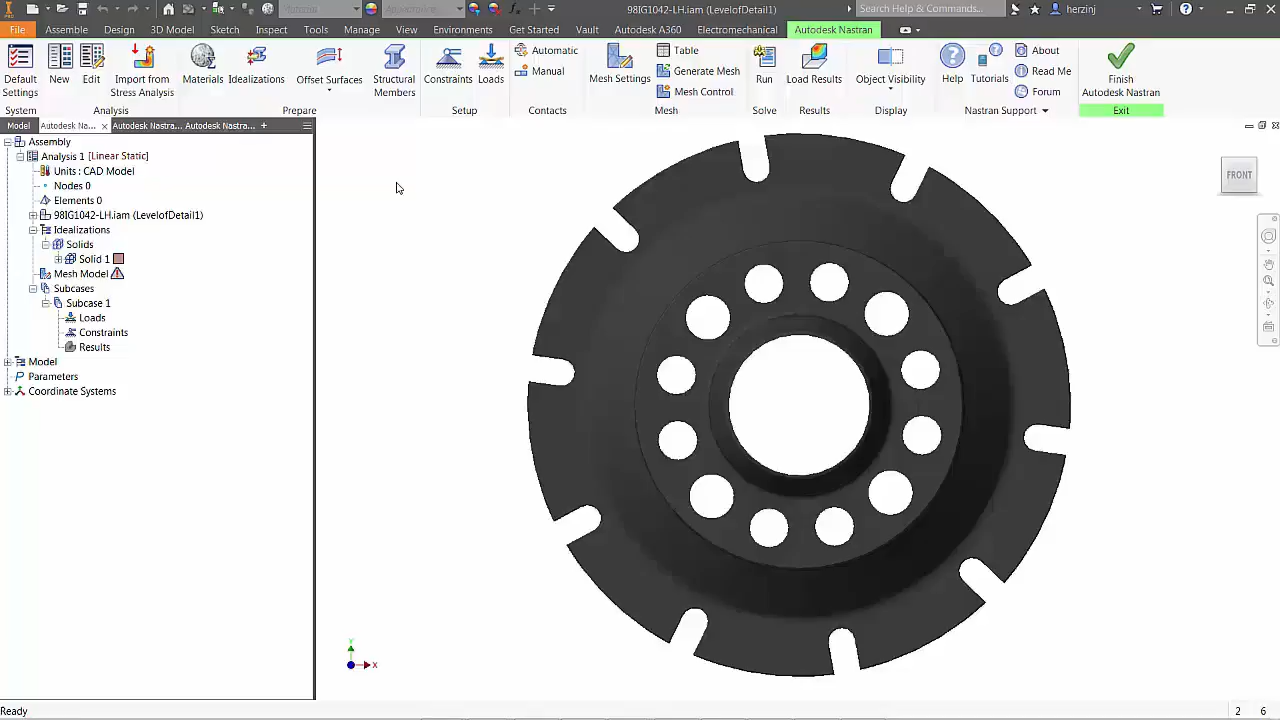 98IG1042-LH.iam (LevelofDetail1)
Search Help & Commands...
herzinj
File Assemble Design 3D Model Sketch Inspect Tools Manage View Environments Get Started Vault Autodesk A360 Electromechanical Autodesk Nastran
Default Settings
New
Edit
Import from Stress Analysis
Materials
Idealizations
Offset Surfaces
Structural Members
Constraints
Loads
Automatic
Manual
Mesh Settings
Table
Generate Mesh
Mesh Control
Run
Load Results
Object Visibility
Help
Tutorials
About
Read Me
Forum
Finish Autodesk Nastran
System Analysis Prepare Setup Contacts Mesh Solve Results Display Nastran Support Exit
Model Autodesk Na... Autodesk Nastra... Autodesk Nastra...
Assembly
Analysis 1 [Linear Static]
Units : CAD Model
Nodes 0
Elements 0
98IG1042-LH.iam (LevelofDetail1)
Idealizations
Solids
Solid 1
Mesh Model
Subcases
Subcase 1
Loads
Constraints
Results
Model
Parameters
Coordinate Systems
FRONT
Y
X
Ready
2 6